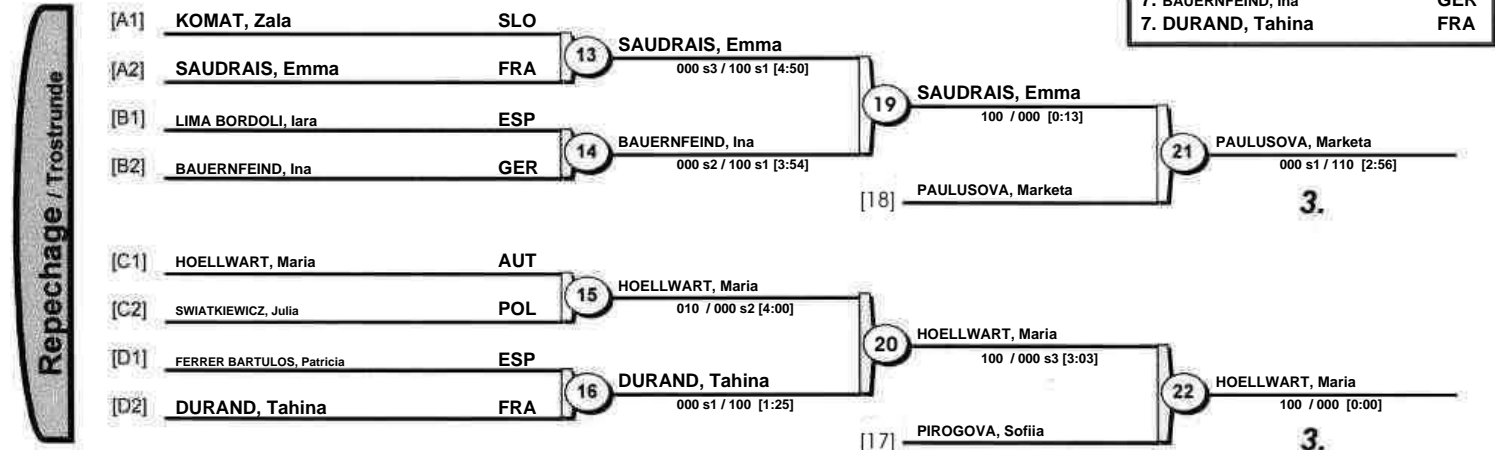 7. BAUERNFEIND, Ina GER
7. DURAND, Tahina FRA
Repechage / Trostrunde
[A1] KOMAT, Zala SLO
[A2] SAUDRAIS, Emma FRA
13 SAUDRAIS, Emma
000 s3 / 100 s1 [4:50]
[B1] LIMA BORDOLI, Iara ESP
[B2] BAUERNFEIND, Ina GER
14 BAUERNFEIND, Ina
000 s2 / 100 s1 [3:54]
19 SAUDRAIS, Emma
100 / 000 [0:13]
[18] PAULUSOVA, Marketa
21 PAULUSOVA, Marketa
000 s1 / 110 [2:56]
3.
[C1] HOELLWART, Maria AUT
[C2] SWIATKIEWICZ, Julia POL
15 HOELLWART, Maria
010 / 000 s2 [4:00]
[D1] FERRER BARTULOS, Patricia ESP
[D2] DURAND, Tahina FRA
16 DURAND, Tahina
000 s1 / 100 [1:25]
20 HOELLWART, Maria
100 / 000 s3 [3:03]
[17] PIROGOVA, Sofiia
22 HOELLWART, Maria
100 / 000 [0:00]
3.